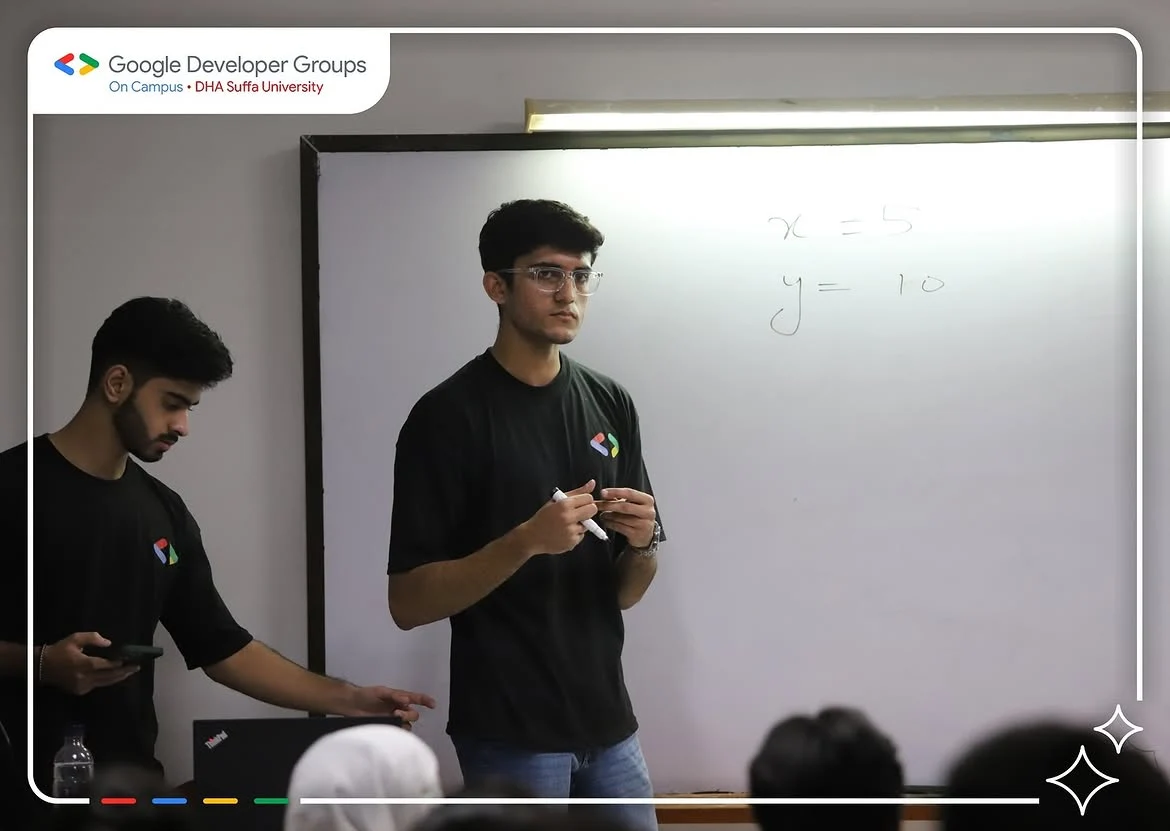 Google Developer Groups
On Campus • DHA Suffa University
x = 5
y = 10
ThinkPad